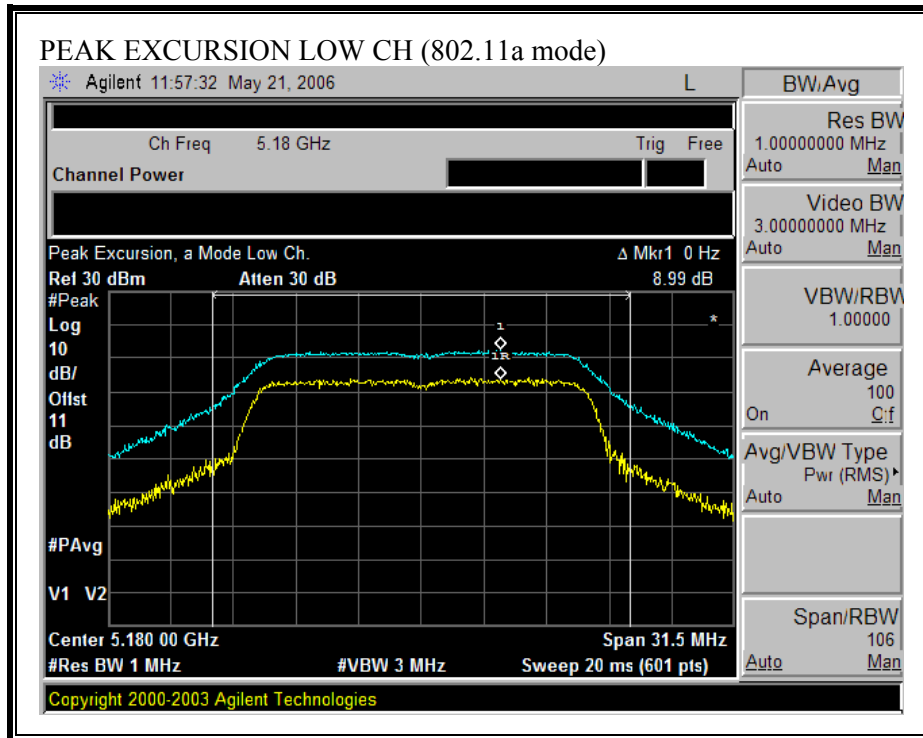 PEAK EXCURSION LOW CH (802.11a mode)
Agilent 11:57:32 May 21, 2006 L
BW/Avg
Ch Freq 5.18 GHz Trig Free
Channel Power
Peak Excursion, a Mode Low Ch. Δ Mkr1 0 Hz
Ref 30 dBm Atten 30 dB 8.99 dB
#Peak
Log
10
dB/
Offst
11
dB
#PAvg
V1 V2
1
1R
*
Center 5.180 00 GHz Span 31.5 MHz
#Res BW 1 MHz #VBW 3 MHz Sweep 20 ms (601 pts)
Copyright 2000-2003 Agilent Technologies
Res BW
1.00000000 MHz
Auto Man
Video BW
3.00000000 MHz
Auto Man
VBW/RBW
1.00000
Average
100
On
Avg/VBW Type
Pwr (RMS)
Auto Man
Span/RBW
106
Auto Man